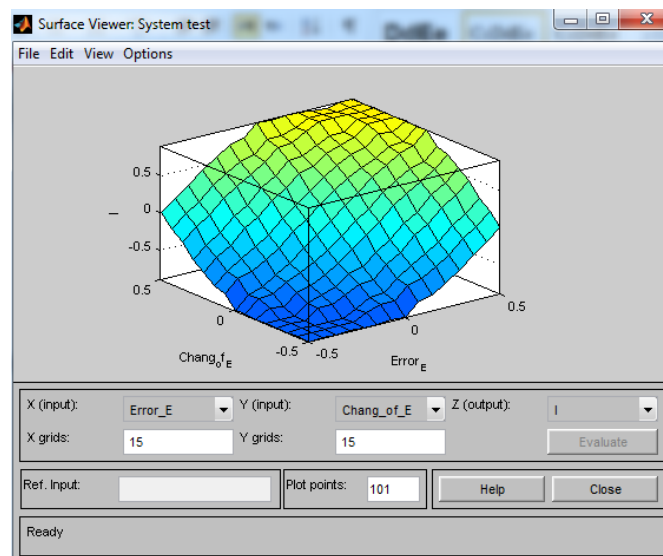 Surface Viewer: System test
File Edit View Options
0.5
0
-0.5
I
0.5
0
-0.5
-0.5
0
0.5
Chang_of_E
Error_E
X (input): Error_E Y (input): Chang_of_E Z (output): I
X grids: 15 Y grids: 15 Evaluate
Ref. Input: Plot points: 101 Help Close
Ready